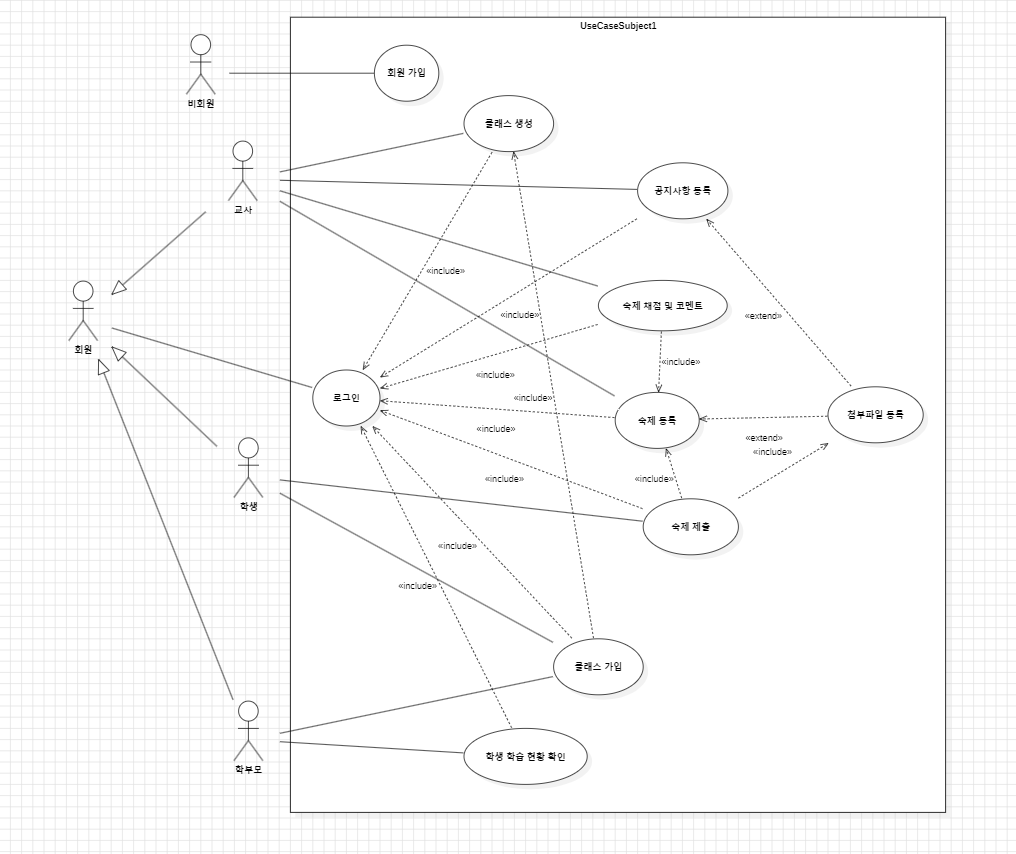 UseCaseSubject1
비회원
회원 가입
클래스 생성
교사
공지사항 등록
«include»
숙제 채점 및 코멘트
«include»
«extend»
회원
«include»
«include»
로그인
«include»
숙제 등록
첨부파일 등록
«include»
«extend»
«include»
학생
«include»
«include»
숙제 제출
«include»
«include»
클래스 가입
학부모
학생 학습 현황 확인